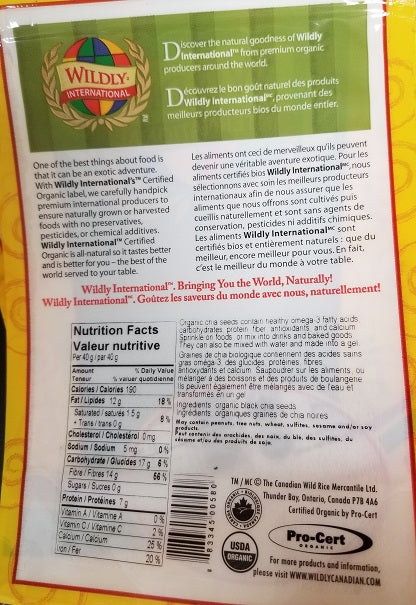 WILDLY®
INTERNATIONAL
Discover the natural goodness of Wildly
International™ from premium organic
producers around the world.
Découvrez le bon goût naturel des produits
Wildly Internationalᴹᶜ, provenant des
meilleurs producteurs bios du monde entier.
One of the best things about food is
that it can be an exotic adventure.
With Wildly International's™ Certified
Organic label, we carefully handpick
premium international producers to
ensure naturally grown or harvested
foods with no preservatives,
pesticides, or chemical additives.
Wildly International™ Certified
Organic is all-natural so it tastes better
and is better for you – the best of the
world served to your table.
Les aliments ont ceci de merveilleux qu'ils peuvent
devenir une véritable aventure exotique. Pour les
aliments certifiés bios Wildly Internationalᴹᶜ, nous
sélectionnons avec soin les meilleurs producteurs
internationaux afin de nous assurer que les
aliments que nous offrons sont cultivés puis
cueillis naturellement et sont sans agents de
conservation, pesticides ni additifs chimiques.
Les aliments Wildly Internationalᴹᶜ sont
certifiés bios et entièrement naturels : que du
meilleur, encore meilleur pour vous. En fait,
c'est le meilleur du monde à votre table.
Wildly International™. Bringing You the World, Naturally!
Wildly International™. Goûtez les saveurs du monde avec nous, naturellement!
Nutrition Facts
Valeur nutritive
Per 40 g / par 40 g
Amount % Daily Value
Teneur % valeur quotidienne
Calories / Calories 190
Fat / Lipides 12 g 18 %
Saturated / saturés 1.5 g
+ Trans / trans 0 g 8 %
Cholesterol / Cholestérol 0 mg
Sodium / Sodium 5 mg 0 %
Carbohydrate / Glucides 17 g 6 %
Fibre / Fibres 14 g 56 %
Sugars / Sucres 0 g
Protein / Protéines 7 g
Vitamin A / Vitamine A 0 %
Vitamin C / Vitamine C 2 %
Calcium / Calcium 25 %
Iron / Fer 20 %
Organic chia seeds contain healthy omega-3 fatty acids
carbohydrates protein fiber antioxidants and calcium
Sprinkle on foods or mix into drinks and baked goods
They can also be mixed with water and made into a gel.
Graines de chia biologique contiennent des acides sains
gras oméga-3 des glucides protéines fibres
antioxydants et calcium Saupoudrer sur les aliments ou
mélanger à des boissons et des produits de boulangerie
Ils peuvent également être mélangés avec de l'eau et
transformés en un gel
Ingredients organic black chia seeds
Ingrédients organiques graines de chia noires
May contain peanuts, tree nuts, wheat, sulfites, sesame and/or soy
products.
Peut contenir des arachides, des noix, du blé, des sulfites, du
sésame et/ou des produits de soja.
8 83345 00580
TM / MC © The Canadian Wild Rice Mercantile Ltd.
Thunder Bay, Ontario, Canada P7B 4A6
Certified Organic by Pro-Cert
USDA
ORGANIC
Pro-Cert
ORGANIC
For more products and information,
please visit WWW.WILDLYCANADIAN.COM